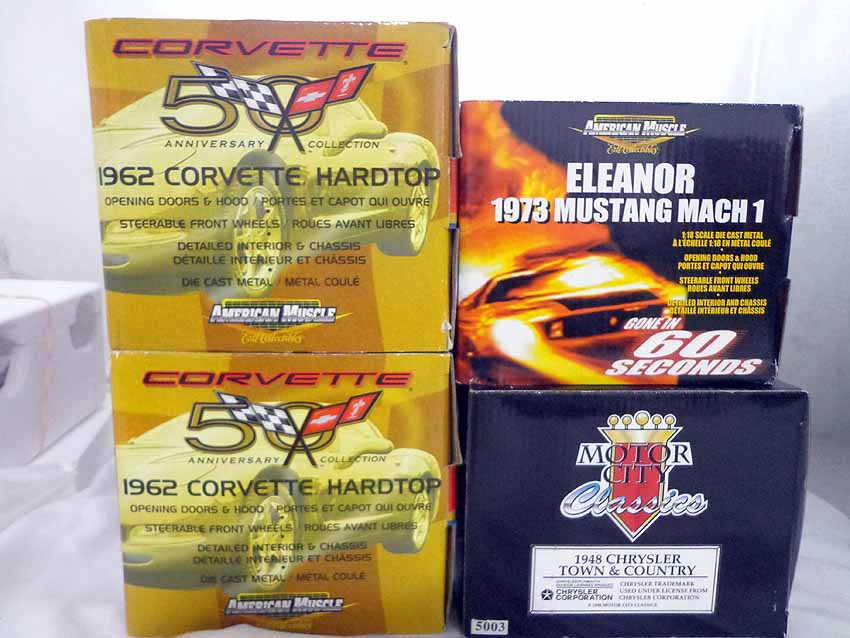 CORVETTE
50
ANNIVERSARY COLLECTION
1962 CORVETTE HARDTOP
OPENING DOORS & HOOD / PORTES ET CAPOT QUI OUVRE
STEERABLE FRONT WHEELS / ROUES AVANT LIBRES
DETAILED INTERIOR & CHASSIS
DÉTAILLE INTÉRIEUR ET CHÂSSIS
DIE CAST METAL / MÉTAL COULÉ
AMERICAN MUSCLE
Ertl Collectibles
CORVETTE
50
ANNIVERSARY COLLECTION
1962 CORVETTE HARDTOP
OPENING DOORS & HOOD / PORTES ET CAPOT QUI OUVRE
STEERABLE FRONT WHEELS / ROUES AVANT LIBRES
DETAILED INTERIOR & CHASSIS
DÉTAILLE INTÉRIEUR ET CHÂSSIS
DIE CAST METAL / MÉTAL COULÉ
AMERICAN MUSCLE
AMERICAN MUSCLE
Ertl Collectibles
ELEANOR
1973 MUSTANG MACH 1
1:18 SCALE DIE CAST METAL
À L'ÉCHELLE 1:18 EN MÉTAL COULÉ
OPENING DOORS & HOOD
PORTES ET CAPOT QUI OUVRE
STEERABLE FRONT WHEELS
ROUES AVANT LIBRES
DETAILED INTERIOR AND CHASSIS
DÉTAILLÉ INTÉRIEUR ET CHÂSSIS
GONE IN
60
SECONDS
MOTOR
CITY
Classics
1948 CHRYSLER
TOWN & COUNTRY
CHRYSLER
CORPORATION
CHRYSLER TRADEMARK
USED UNDER LICENSE FROM
CHRYSLER CORPORATION
5003